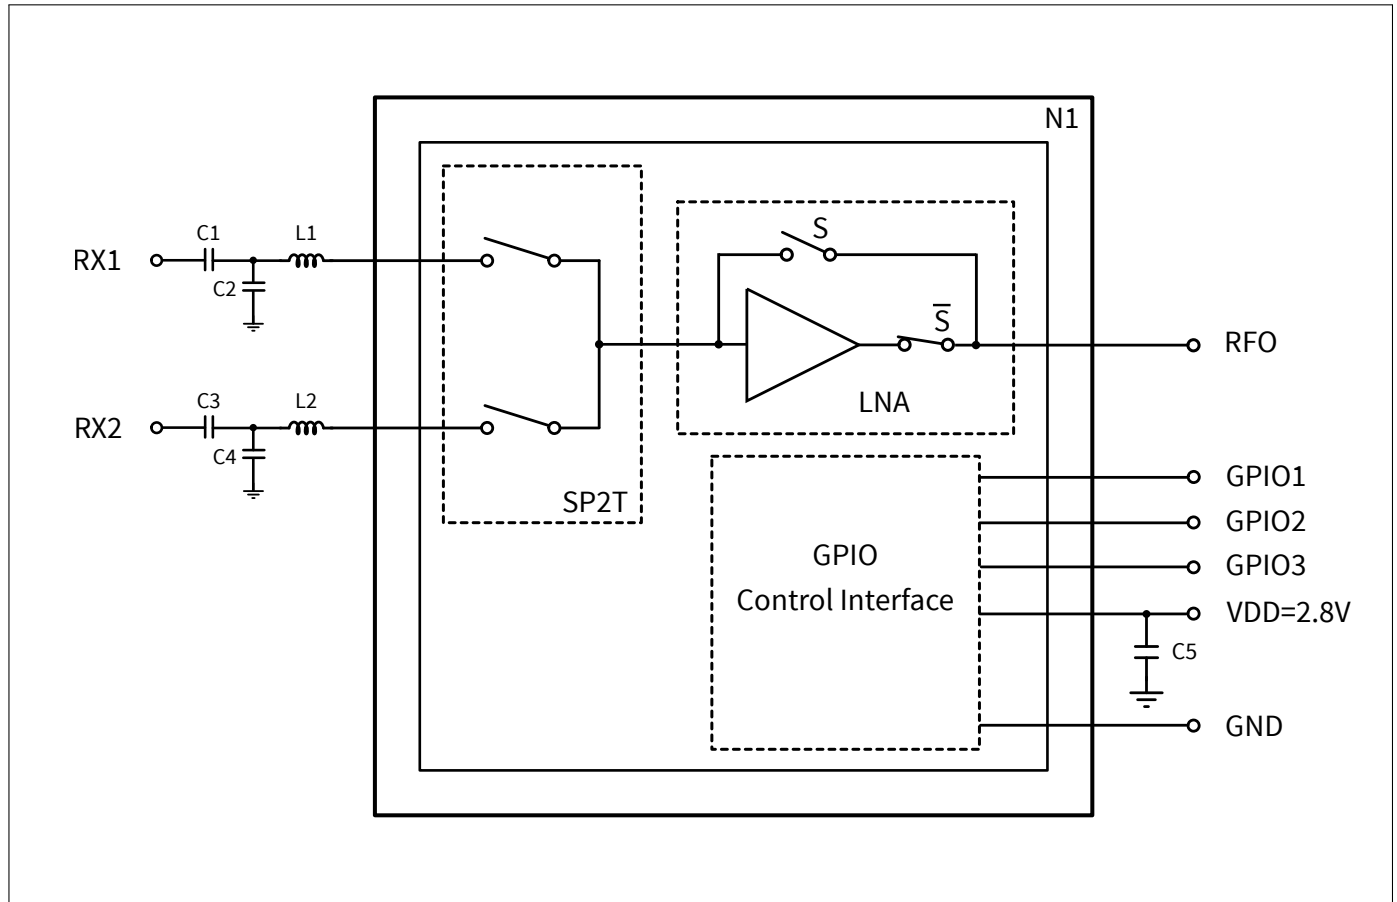 N1
S
C1
L1
RX1
C2
S̅
RFO
C3
L2
LNA
RX2
C4
GPIO1
SP2T
GPIO2
GPIO
GPIO3
Control Interface
VDD=2.8V
C5
GND